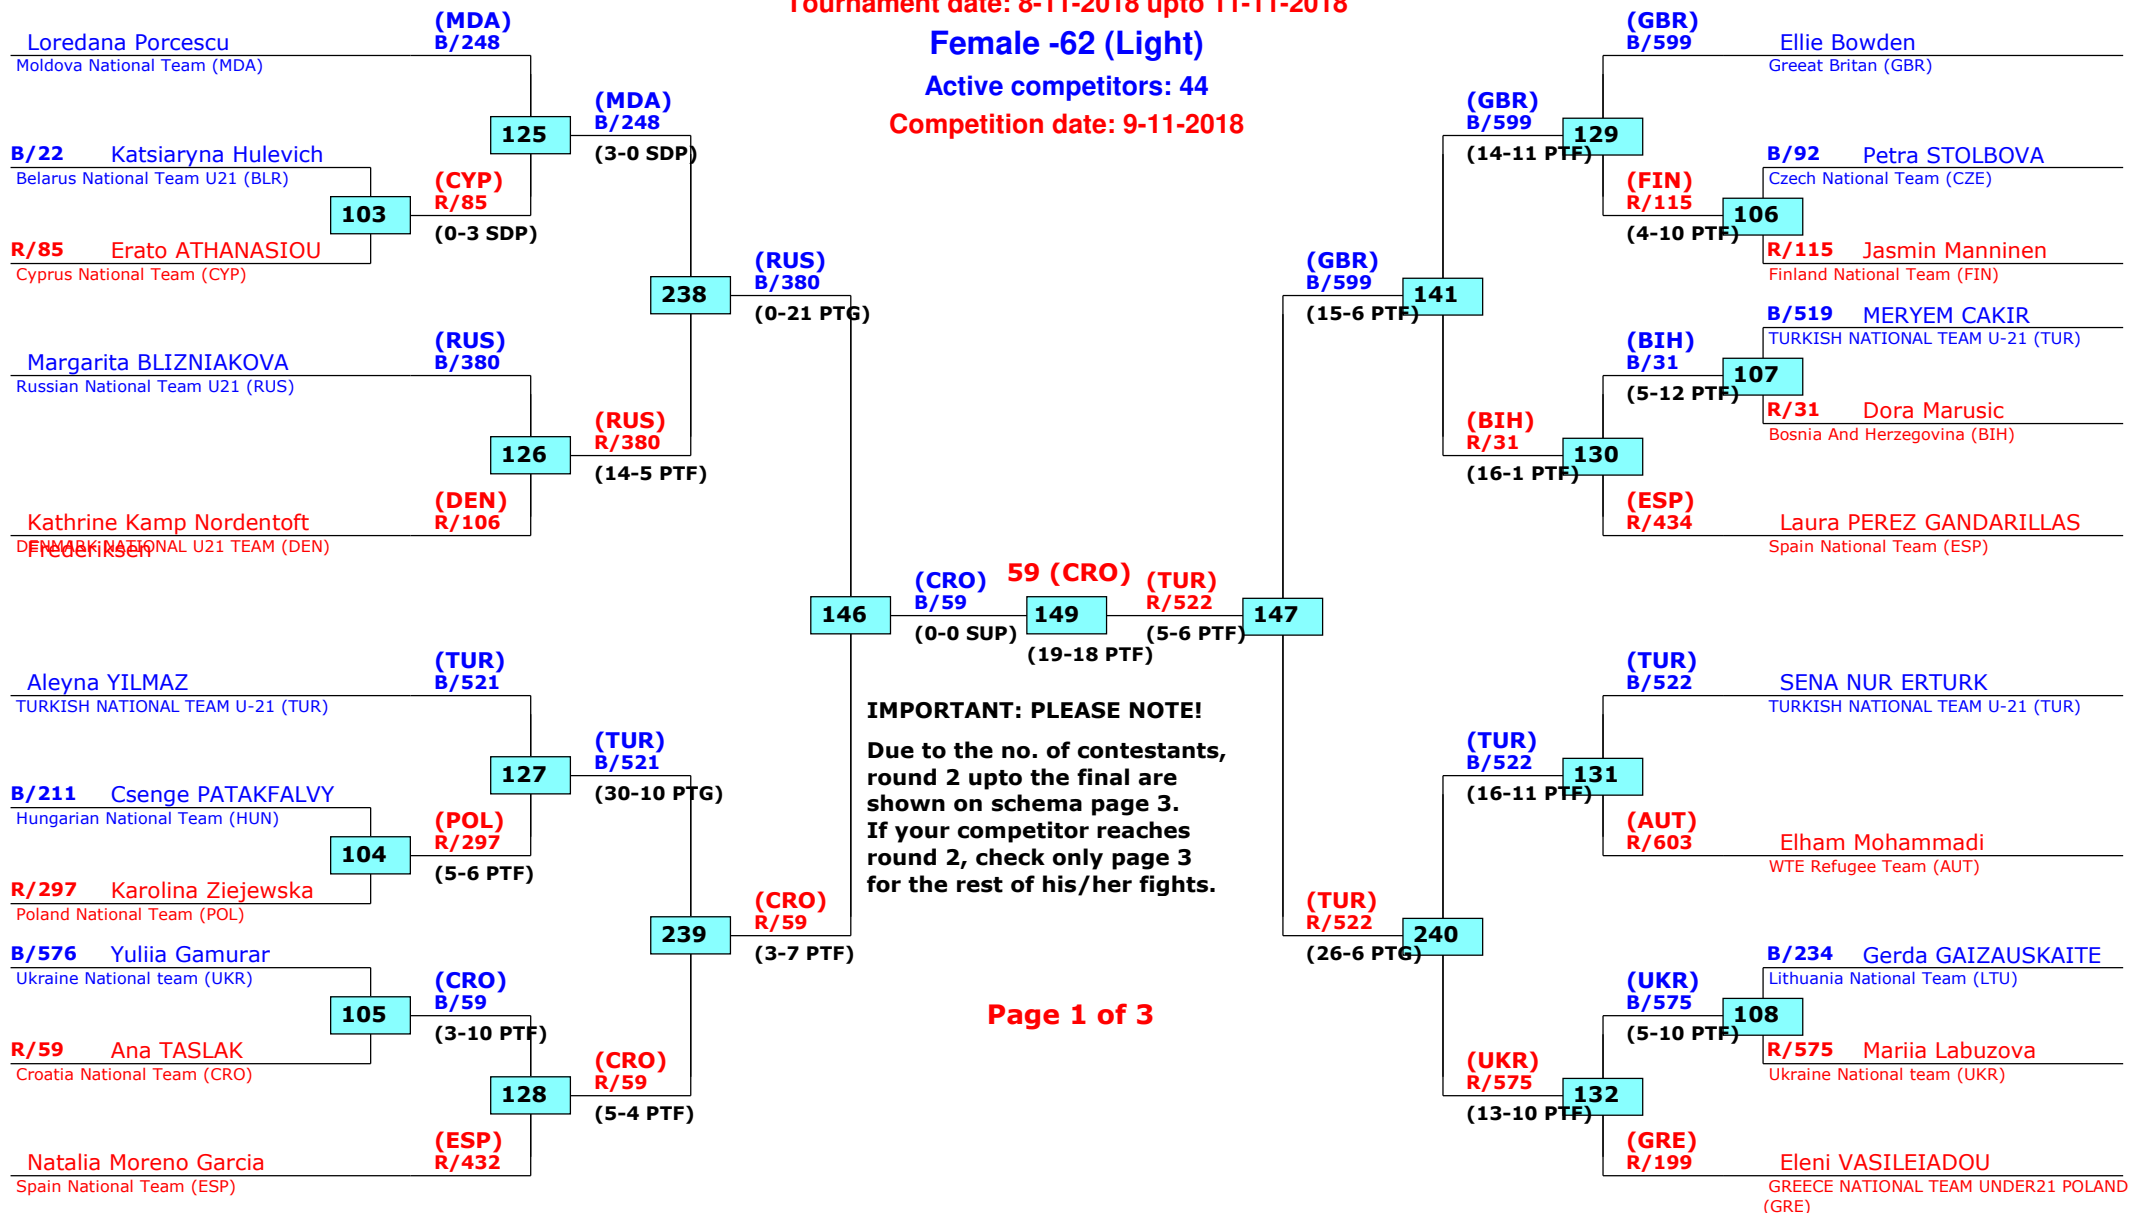 Tournament date: 8-11-2018 upto 11-11-2018
Female -62 (Light)
Active competitors: 44
Competition date: 9-11-2018
(MDA)
B/248
Loredana Porcescu
Moldova National Team (MDA)
(MDA)
B/248
125
(3-0 SDP)
B/22 Katsiaryna Hulevich
Belarus National Team U21 (BLR)
(CYP)
R/85
103
(0-3 SDP)
R/85 Erato ATHANASIOU
Cyprus National Team (CYP)
(RUS)
B/380
238
(0-21 PTG)
(RUS)
B/380
Margarita BLIZNIAKOVA
Russian National Team U21 (RUS)
(RUS)
R/380
126
(14-5 PTF)
(DEN)
R/106
Kathrine Kamp Nordentoft
Frederiksen
DENMARK NATIONAL U21 TEAM (DEN)
146
(CRO)
B/59
(0-0 SUP)
59 (CRO)
149
(19-18 PTF)
(TUR)
R/522
(5-6 PTF)
147
(TUR)
B/521
Aleyna YILMAZ
TURKISH NATIONAL TEAM U-21 (TUR)
(TUR)
B/521
127
(30-10 PTG)
B/211 Csenge PATAKFALVY
Hungarian National Team (HUN)
(POL)
R/297
104
(5-6 PTF)
R/297 Karolina Ziejewska
Poland National Team (POL)
(CRO)
R/59
239
(3-7 PTF)
B/576 Yuliia Gamurar
Ukraine National team (UKR)
(CRO)
B/59
105
(3-10 PTF)
R/59 Ana TASLAK
Croatia National Team (CRO)
(CRO)
R/59
128
(5-4 PTF)
(ESP)
R/432
Natalia Moreno Garcia
Spain National Team (ESP)
IMPORTANT: PLEASE NOTE!
Due to the no. of contestants,
round 2 upto the final are
shown on schema page 3.
If your competitor reaches
round 2, check only page 3
for the rest of his/her fights.
Page 1 of 3
(GBR)
B/599
Ellie Bowden
Greeat Britan (GBR)
(GBR)
B/599
129
(14-11 PTF)
B/92 Petra STOLBOVA
Czech National Team (CZE)
(FIN)
R/115
106
(4-10 PTF)
R/115 Jasmin Manninen
Finland National Team (FIN)
(GBR)
B/599
141
(15-6 PTF)
B/519 MERYEM CAKIR
TURKISH NATIONAL TEAM U-21 (TUR)
(BIH)
B/31
107
(5-12 PTF)
R/31 Dora Marusic
Bosnia And Herzegovina (BIH)
(BIH)
R/31
130
(16-1 PTF)
(ESP)
R/434
Laura PEREZ GANDARILLAS
Spain National Team (ESP)
(TUR)
B/522
SENA NUR ERTURK
TURKISH NATIONAL TEAM U-21 (TUR)
(TUR)
B/522
131
(16-11 PTF)
(AUT)
R/603
Elham Mohammadi
WTE Refugee Team (AUT)
(TUR)
R/522
240
(26-6 PTG)
B/234 Gerda GAIZAUSKAITE
Lithuania National Team (LTU)
(UKR)
B/575
108
(5-10 PTF)
R/575 Mariia Labuzova
Ukraine National team (UKR)
(UKR)
R/575
132
(13-10 PTF)
(GRE)
R/199
Eleni VASILEIADOU
GREECE NATIONAL TEAM UNDER21 POLAND
(GRE)